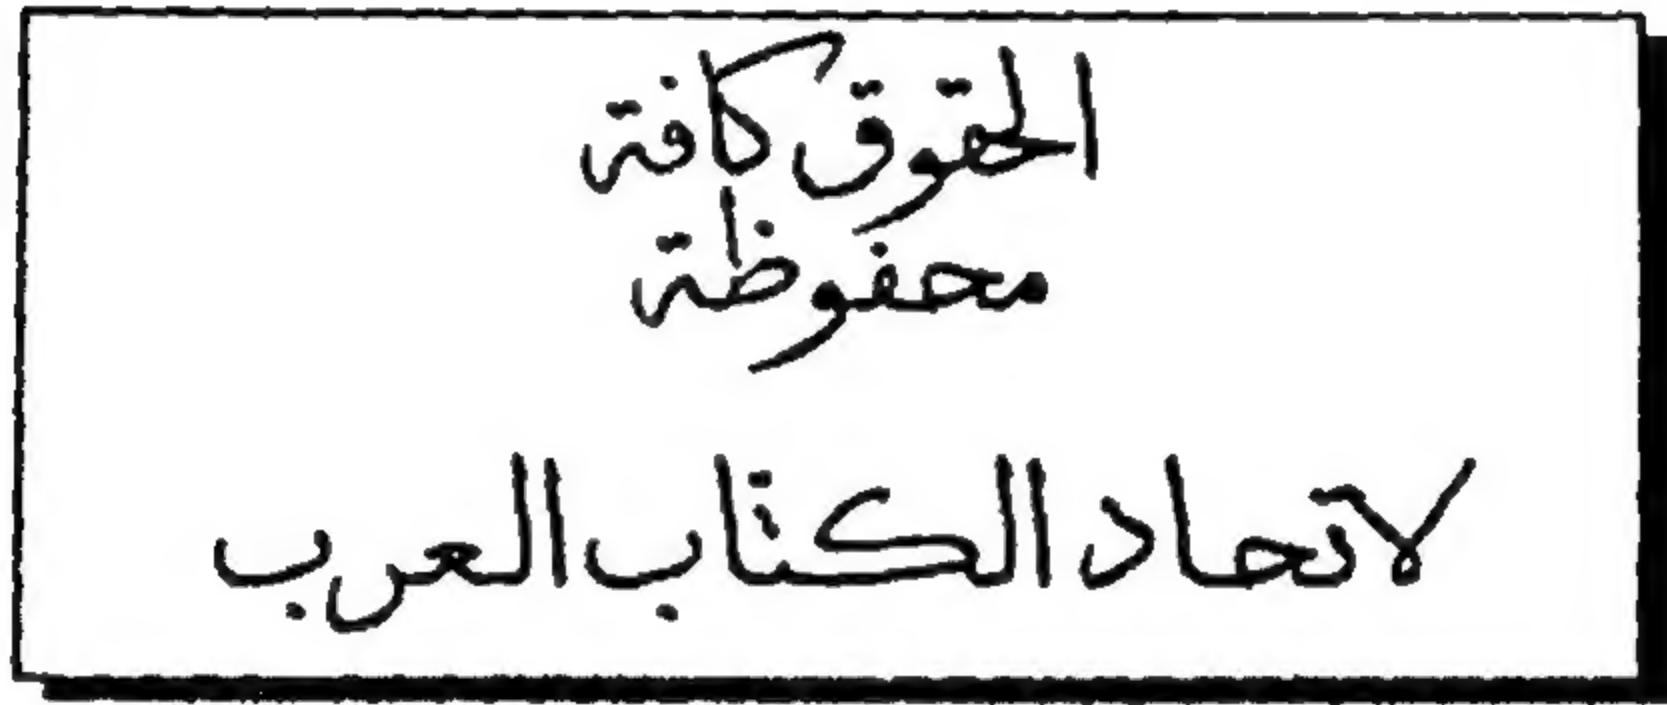 الحقوق كافة
محفوظة
لاتحاد الكتاب العرب